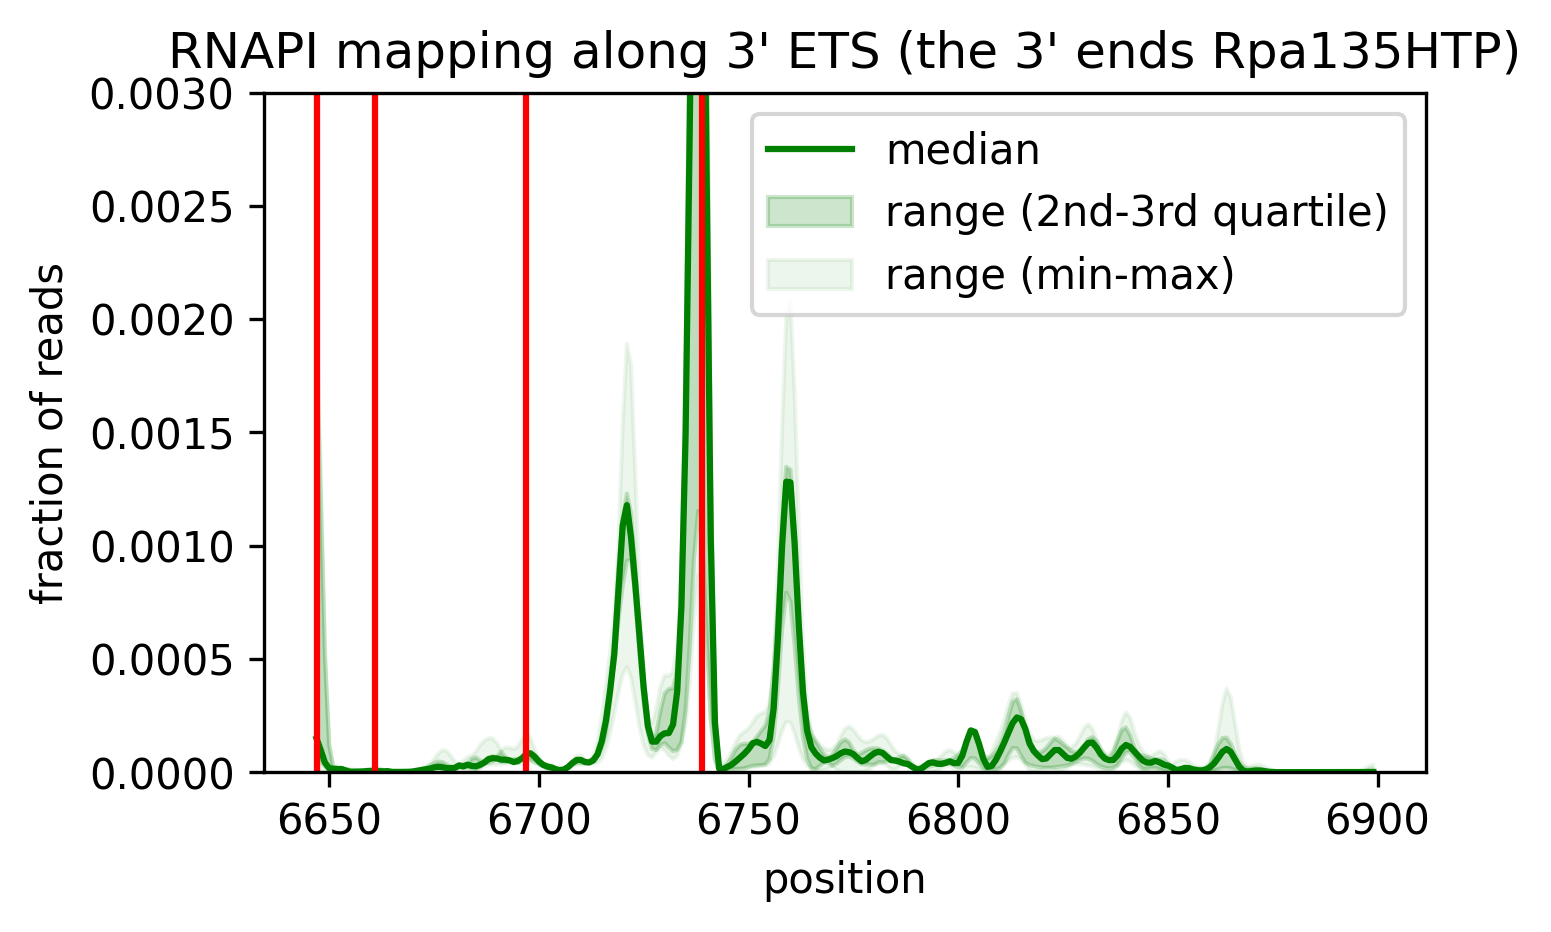 RNAPI mapping along 3' ETS (the 3' ends Rpa135HTP)
0.0030
0.0025
0.0020
0.0015
0.0010
0.0005
0.0000
fraction of reads
median
range (2nd-3rd quartile)
range (min-max)
6650 6700 6750 6800 6850 6900
position